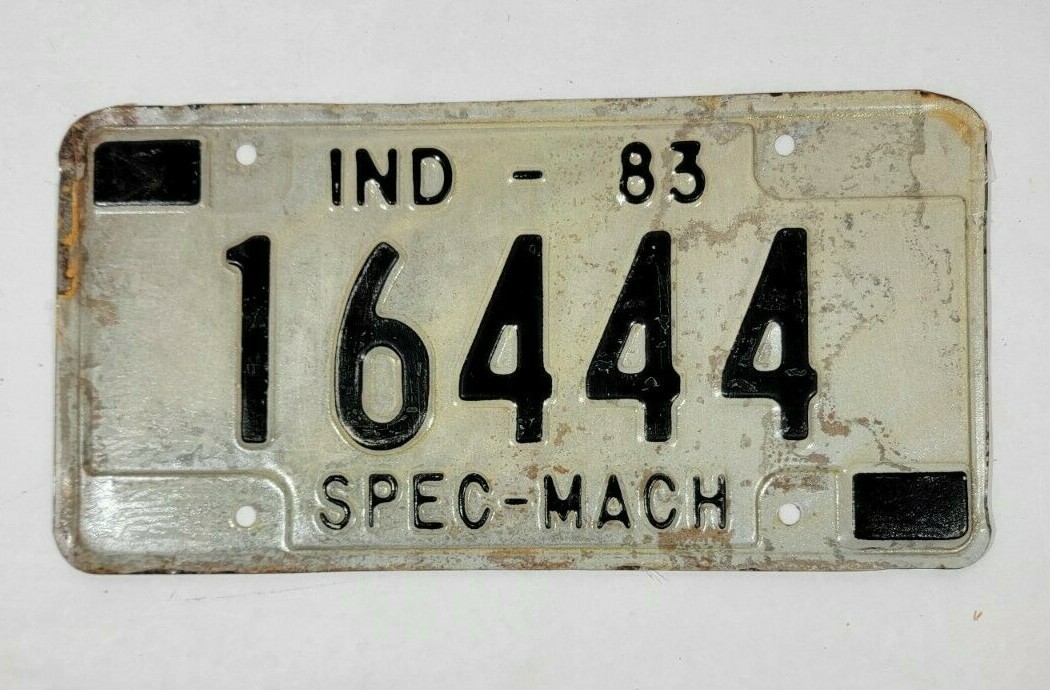 IND - 83
16444
SPEC-MACH